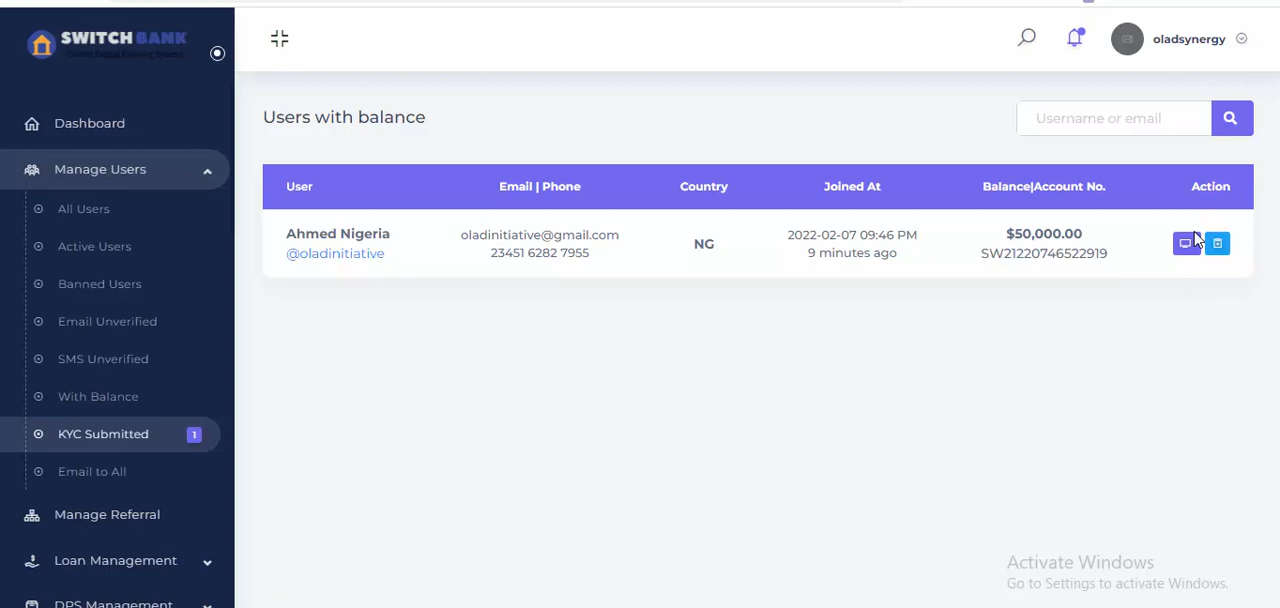 SWITCH BANK
oladsynergy
Dashboard
Manage Users
All Users
Active Users
Banned Users
Email Unverified
SMS Unverified
With Balance
KYC Submitted 1
Email to All
Manage Referral
Loan Management
DPS Management
Users with balance
Username or email
User Email | Phone Country Joined At Balance|Account No. Action
Ahmed Nigeria oladinitiative@gmail.com NG 2022-02-07 09:46 PM $50,000.00
@oladinitiative 23451 6282 7955 9 minutes ago SW21220746522919
Activate Windows
Go to Settings to activate Windows.